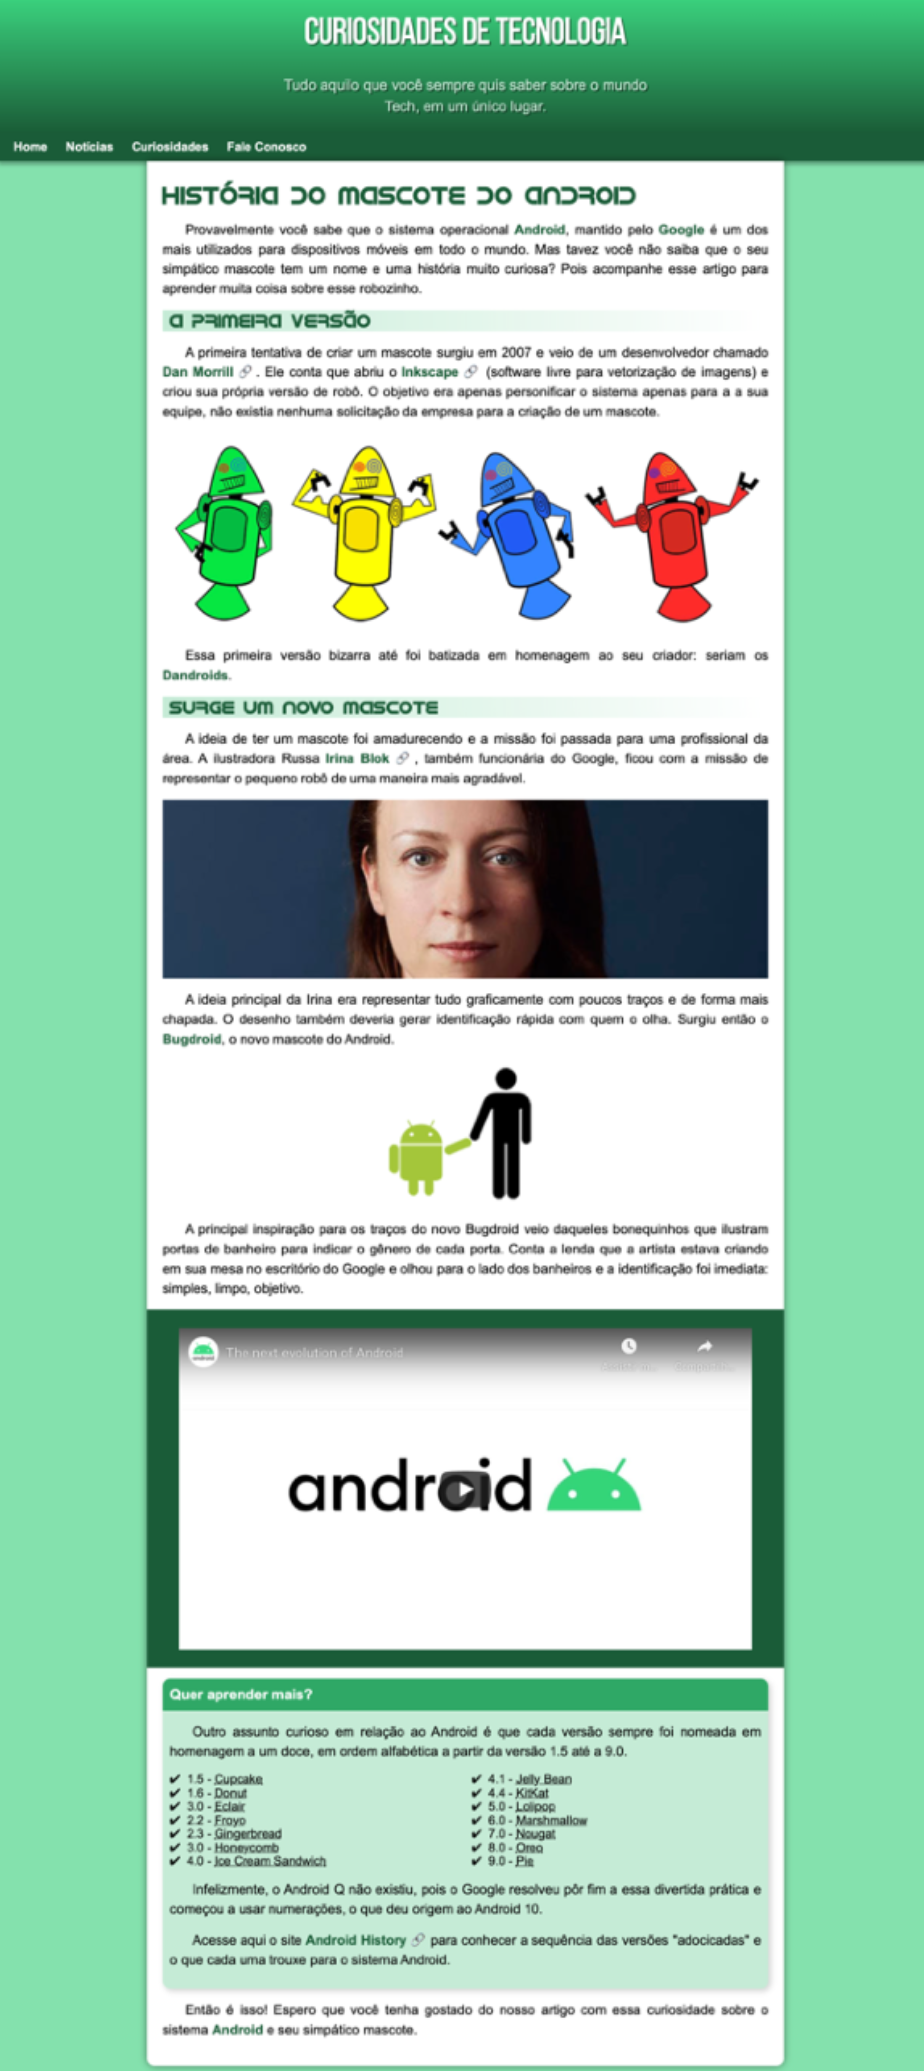 CURIOSIDADES DE TECNOLOGIA
Tudo aquilo que você sempre quis saber sobre o mundo
Tech, em um único lugar.
Home Notícias Curiosidades Fale Conosco
HISTÓRIA DO MASCOTE DO ANDROID
Provavelmente você sabe que o sistema operacional Android, mantido pelo Google é um dos
mais utilizados para dispositivos móveis em todo o mundo. Mas tavez você não saiba que o seu
simpático mascote tem um nome e uma história muito curiosa? Pois acompanhe esse artigo para
aprender muita coisa sobre esse robozinho.
A PRIMEIRA VERSÃO
A primeira tentativa de criar um mascote surgiu em 2007 e veio de um desenvolvedor chamado
Dan Morrill . Ele conta que abriu o Inkscape (software livre para vetorização de imagens) e
criou sua própria versão de robô. O objetivo era apenas personificar o sistema apenas para a a sua
equipe, não existia nenhuma solicitação da empresa para a criação de um mascote.
Essa primeira versão bizarra até foi batizada em homenagem ao seu criador: seriam os
Dandroids.
SURGE UM NOVO MASCOTE
A ideia de ter um mascote foi amadurecendo e a missão foi passada para uma profissional da
área. A ilustradora Russa Irina Blok , também funcionária do Google, ficou com a missão de
representar o pequeno robô de uma maneira mais agradável.
A ideia principal da Irina era representar tudo graficamente com poucos traços e de forma mais
chapada. O desenho também deveria gerar identificação rápida com quem o olha. Surgiu então o
Bugdroid, o novo mascote do Android.
A principal inspiração para os traços do novo Bugdroid veio daqueles bonequinhos que ilustram
portas de banheiro para indicar o gênero de cada porta. Conta a lenda que a artista estava criando
em sua mesa no escritório do Google e olhou para o lado dos banheiros e a identificação foi imediata:
simples, limpo, objetivo.
android The next evolution of Android
android
Quer aprender mais?
Outro assunto curioso em relação ao Android é que cada versão sempre foi nomeada em
homenagem a um doce, em ordem alfabética a partir da versão 1.5 até a 9.0.
✔ 1.5 - Cupcake
✔ 1.6 - Donut
✔ 3.0 - Eclair
✔ 2.2 - Froyo
✔ 2.3 - Gingerbread
✔ 3.0 - Honeycomb
✔ 4.0 - Ice Cream Sandwich
✔ 4.1 - Jelly Bean
✔ 4.4 - KitKat
✔ 5.0 - Lolipop
✔ 6.0 - Marshmallow
✔ 7.0 - Nougat
✔ 8.0 - Oreo
✔ 9.0 - Pie
Infelizmente, o Android Q não existiu, pois o Google resolveu pôr fim a essa divertida prática e
começou a usar numerações, o que deu origem ao Android 10.
Acesse aqui o site Android History para conhecer a sequência das versões "adocicadas" e
o que cada uma trouxe para o sistema Android.
Então é isso! Espero que você tenha gostado do nosso artigo com essa curiosidade sobre o
sistema Android e seu simpático mascote.